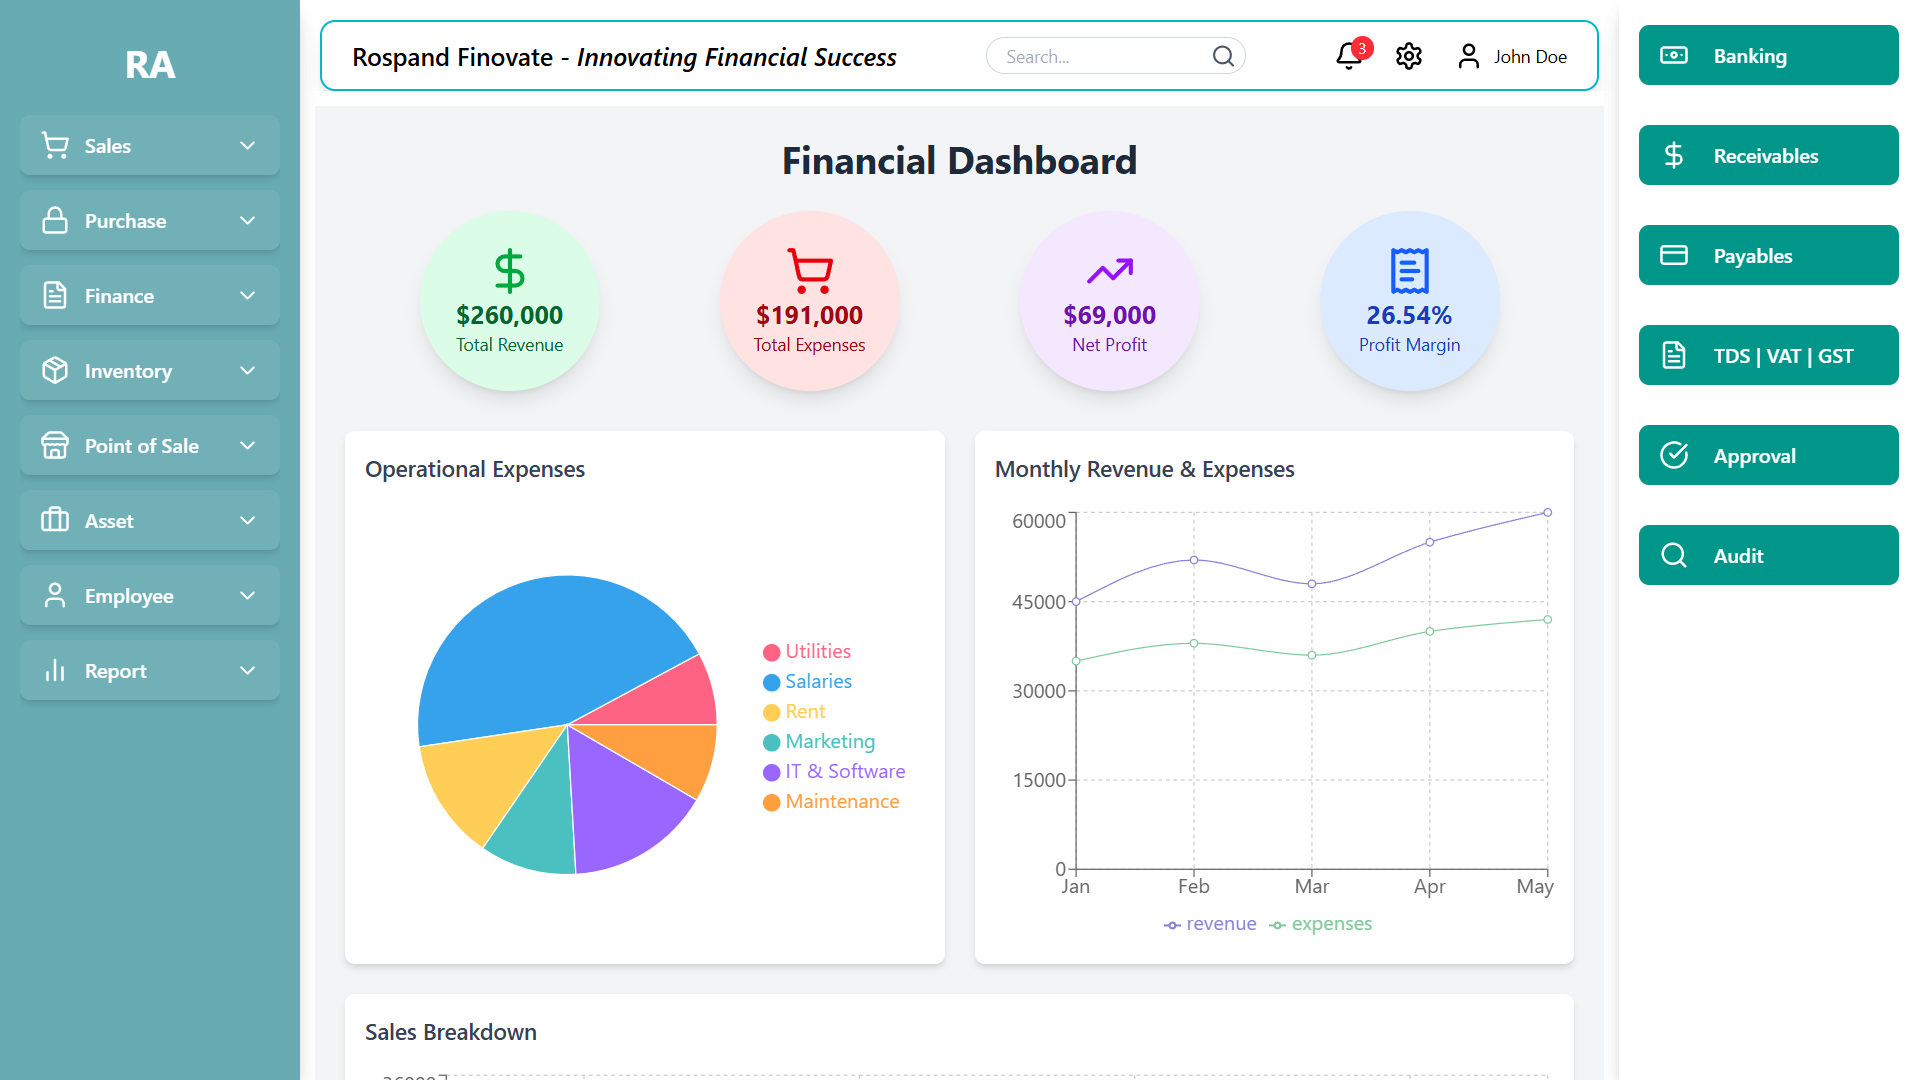 RA
Sales
Purchase
Finance
Inventory
Point of Sale
Asset
Employee
Report
Rospand Finovate - Innovating Financial Success
Search...
3
John Doe
Financial Dashboard
$260,000
Total Revenue
$191,000
Total Expenses
$69,000
Net Profit
26.54%
Profit Margin
Operational Expenses
Utilities
Salaries
Rent
Marketing
IT & Software
Maintenance
Monthly Revenue & Expenses
60000
45000
30000
15000
0
Jan Feb Mar Apr May
revenue expenses
Sales Breakdown
Banking
Receivables
Payables
TDS | VAT | GST
Approval
Audit